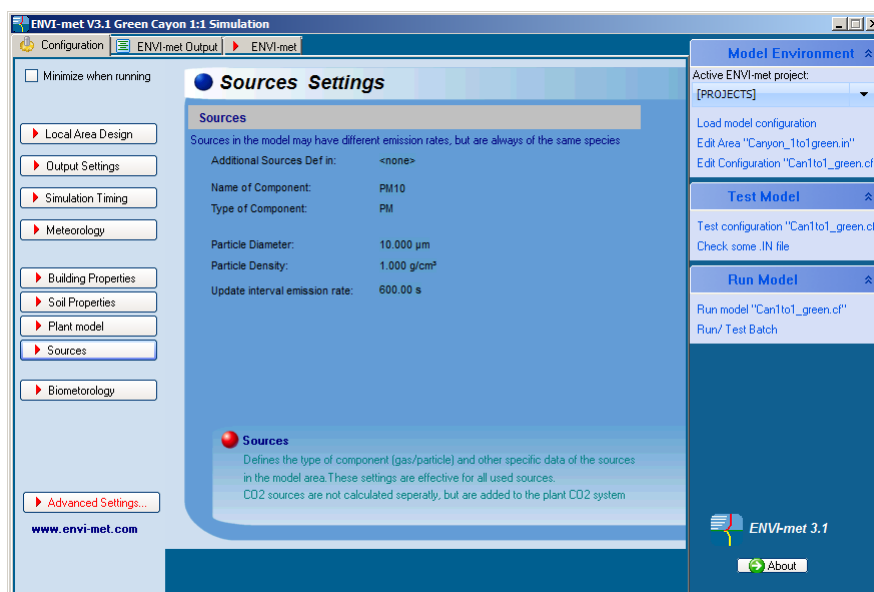 ENVI-met V3.1 Green Cayon 1:1 Simulation
Configuration
ENVI-met Output
ENVI-met
Minimize when running
Local Area Design
Output Settings
Simulation Timing
Meteorology
Building Properties
Soil Properties
Plant model
Sources
Biometorology
Advanced Settings...
www.envi-met.com
Sources Settings
Sources
Sources in the model may have different emission rates, but are always of the same species
Additional Sources Def in: <none>
Name of Component: PM10
Type of Component: PM
Particle Diameter: 10.000 µm
Particle Density: 1.000 g/cm³
Update interval emission rate: 600.00 s
Sources
Defines the type of component (gas/particle) and other specific data of the sources
in the model area.These settings are effective for all used sources.
CO2 sources are not calculated seperatly, but are added to the plant CO2 system
Model Environment
Active ENVI-met project:
[PROJECTS]
Load model configuration
Edit Area "Canyon_1to1green.in"
Edit Configuration "Can1to1_green.cf
Test Model
Test configuration "Can1to1_green.cf
Check some .IN file
Run Model
Run model "Can1to1_green.cf"
Run/ Test Batch
ENVI-met 3.1
About